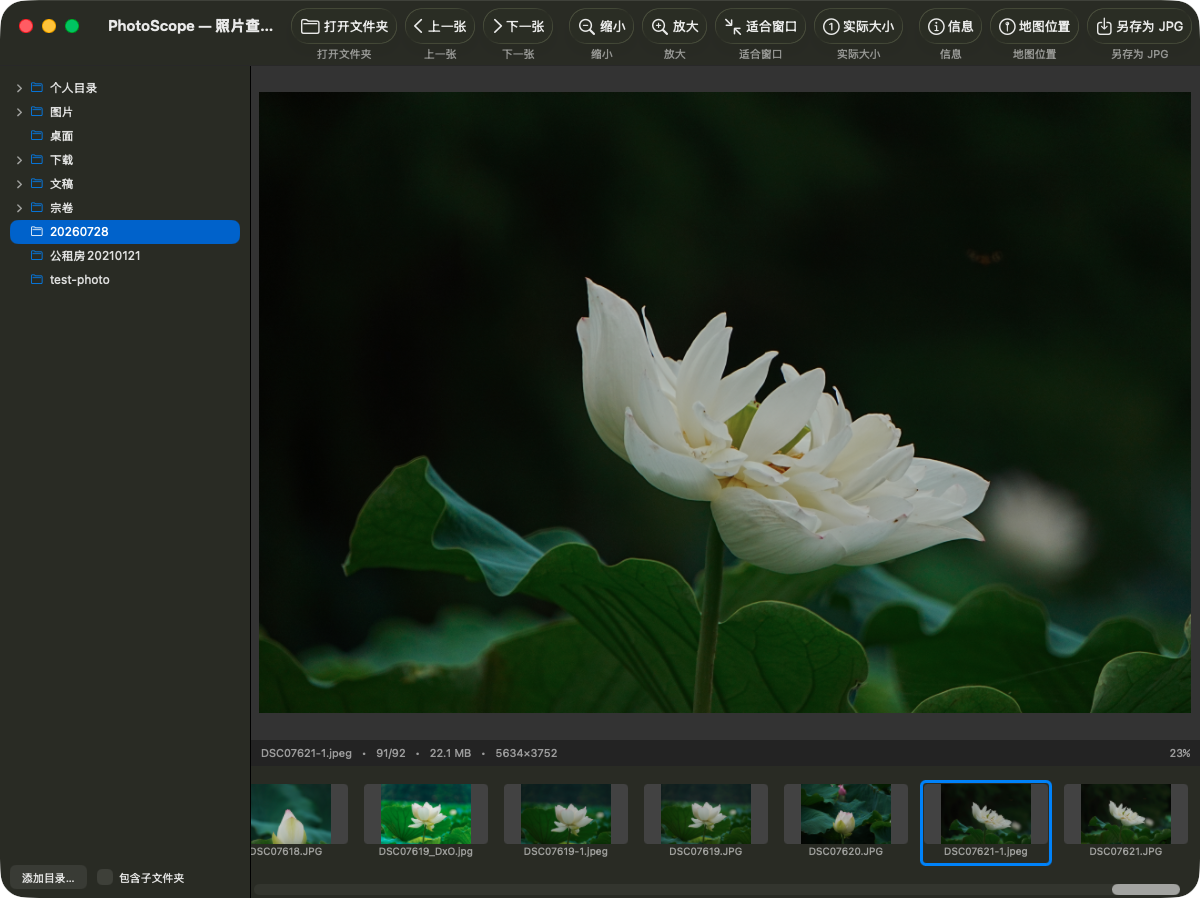 PhotoScope — 照片查...
打开文件夹
上一张
下一张
缩小
放大
适合窗口
实际大小
信息
地图位置
另存为 JPG
打开文件夹
上一张
下一张
缩小
放大
适合窗口
实际大小
信息
地图位置
另存为 JPG
个人目录
图片
桌面
下载
文稿
宗卷
20260728
公租房20210121
test-photo
DSC07621-1.jpeg • 91/92 • 22.1 MB • 5634×3752
23%
DSC07618.JPG
DSC07619_DxO.jpg
DSC07619-1.jpeg
DSC07619.JPG
DSC07620.JPG
DSC07621-1.jpeg
DSC07621.JPG
添加目录...
包含子文件夹